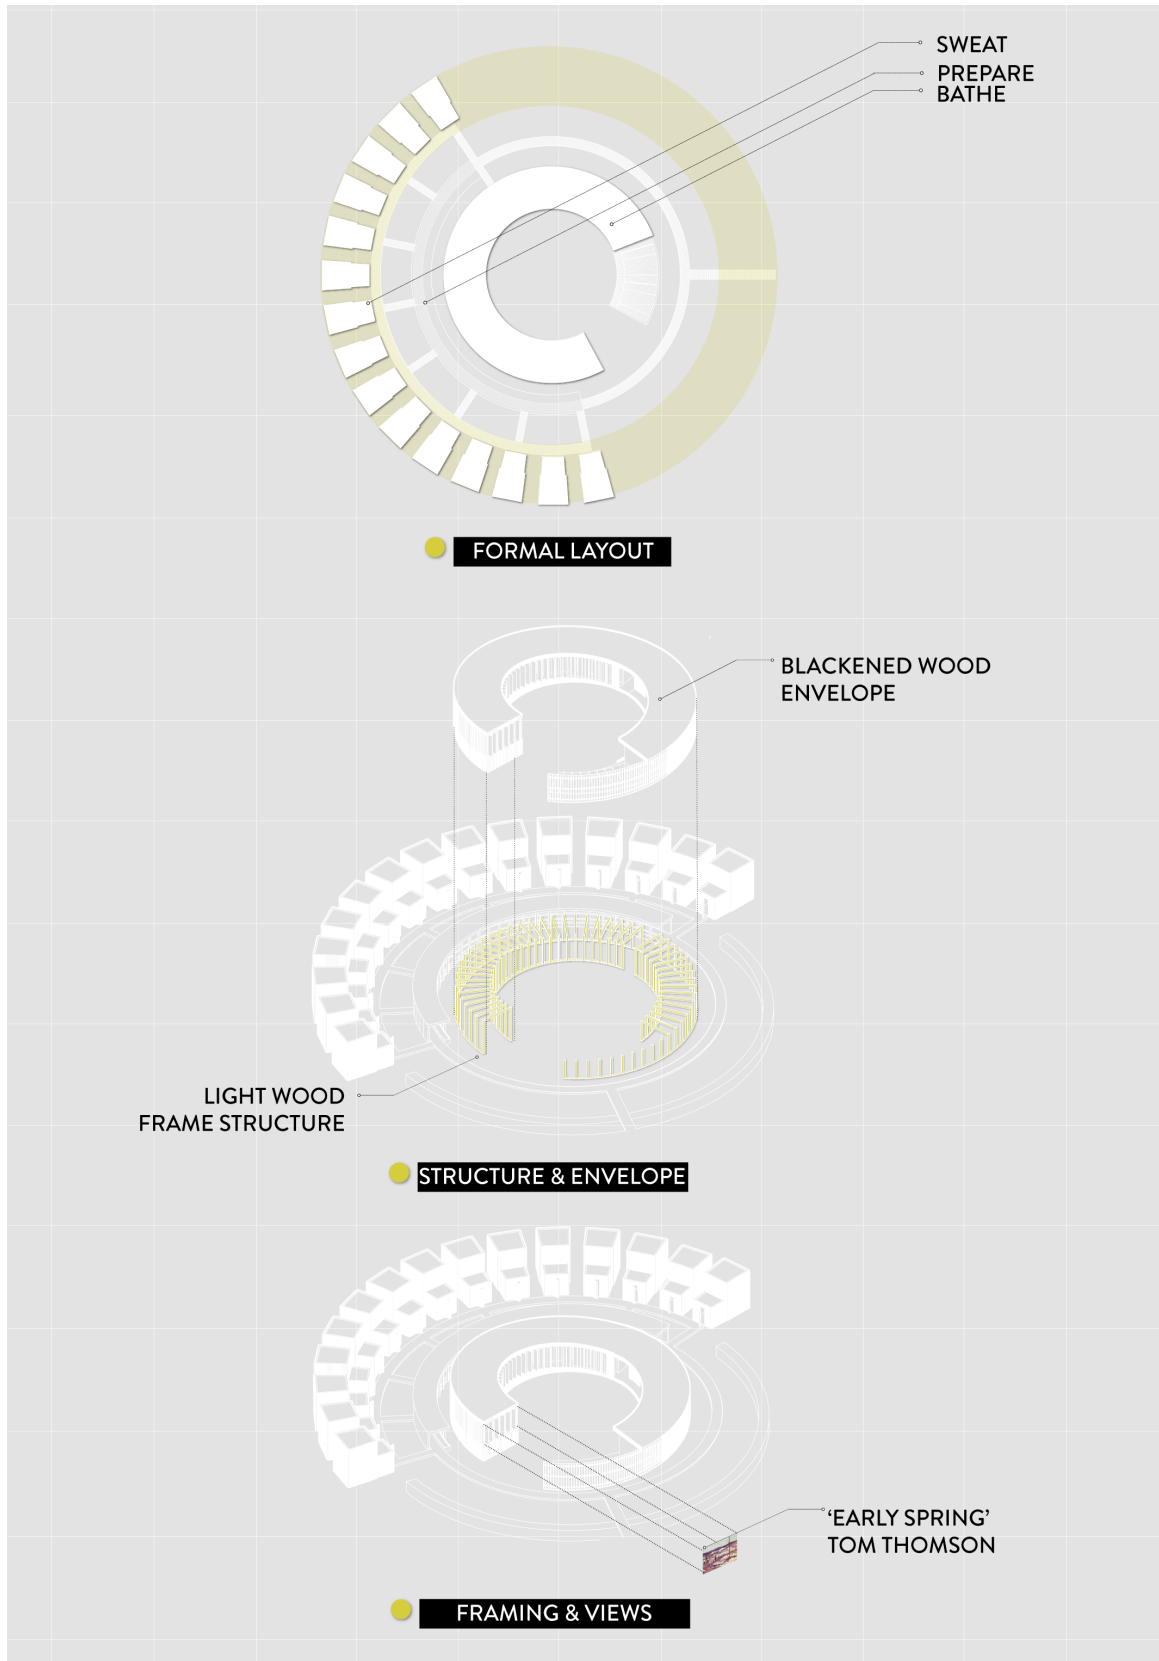 SWEAT
PREPARE
BATHE
FORMAL LAYOUT
BLACKENED WOOD
ENVELOPE
LIGHT WOOD
FRAME STRUCTURE
STRUCTURE & ENVELOPE
‘EARLY SPRING’
TOM THOMSON
FRAMING & VIEWS